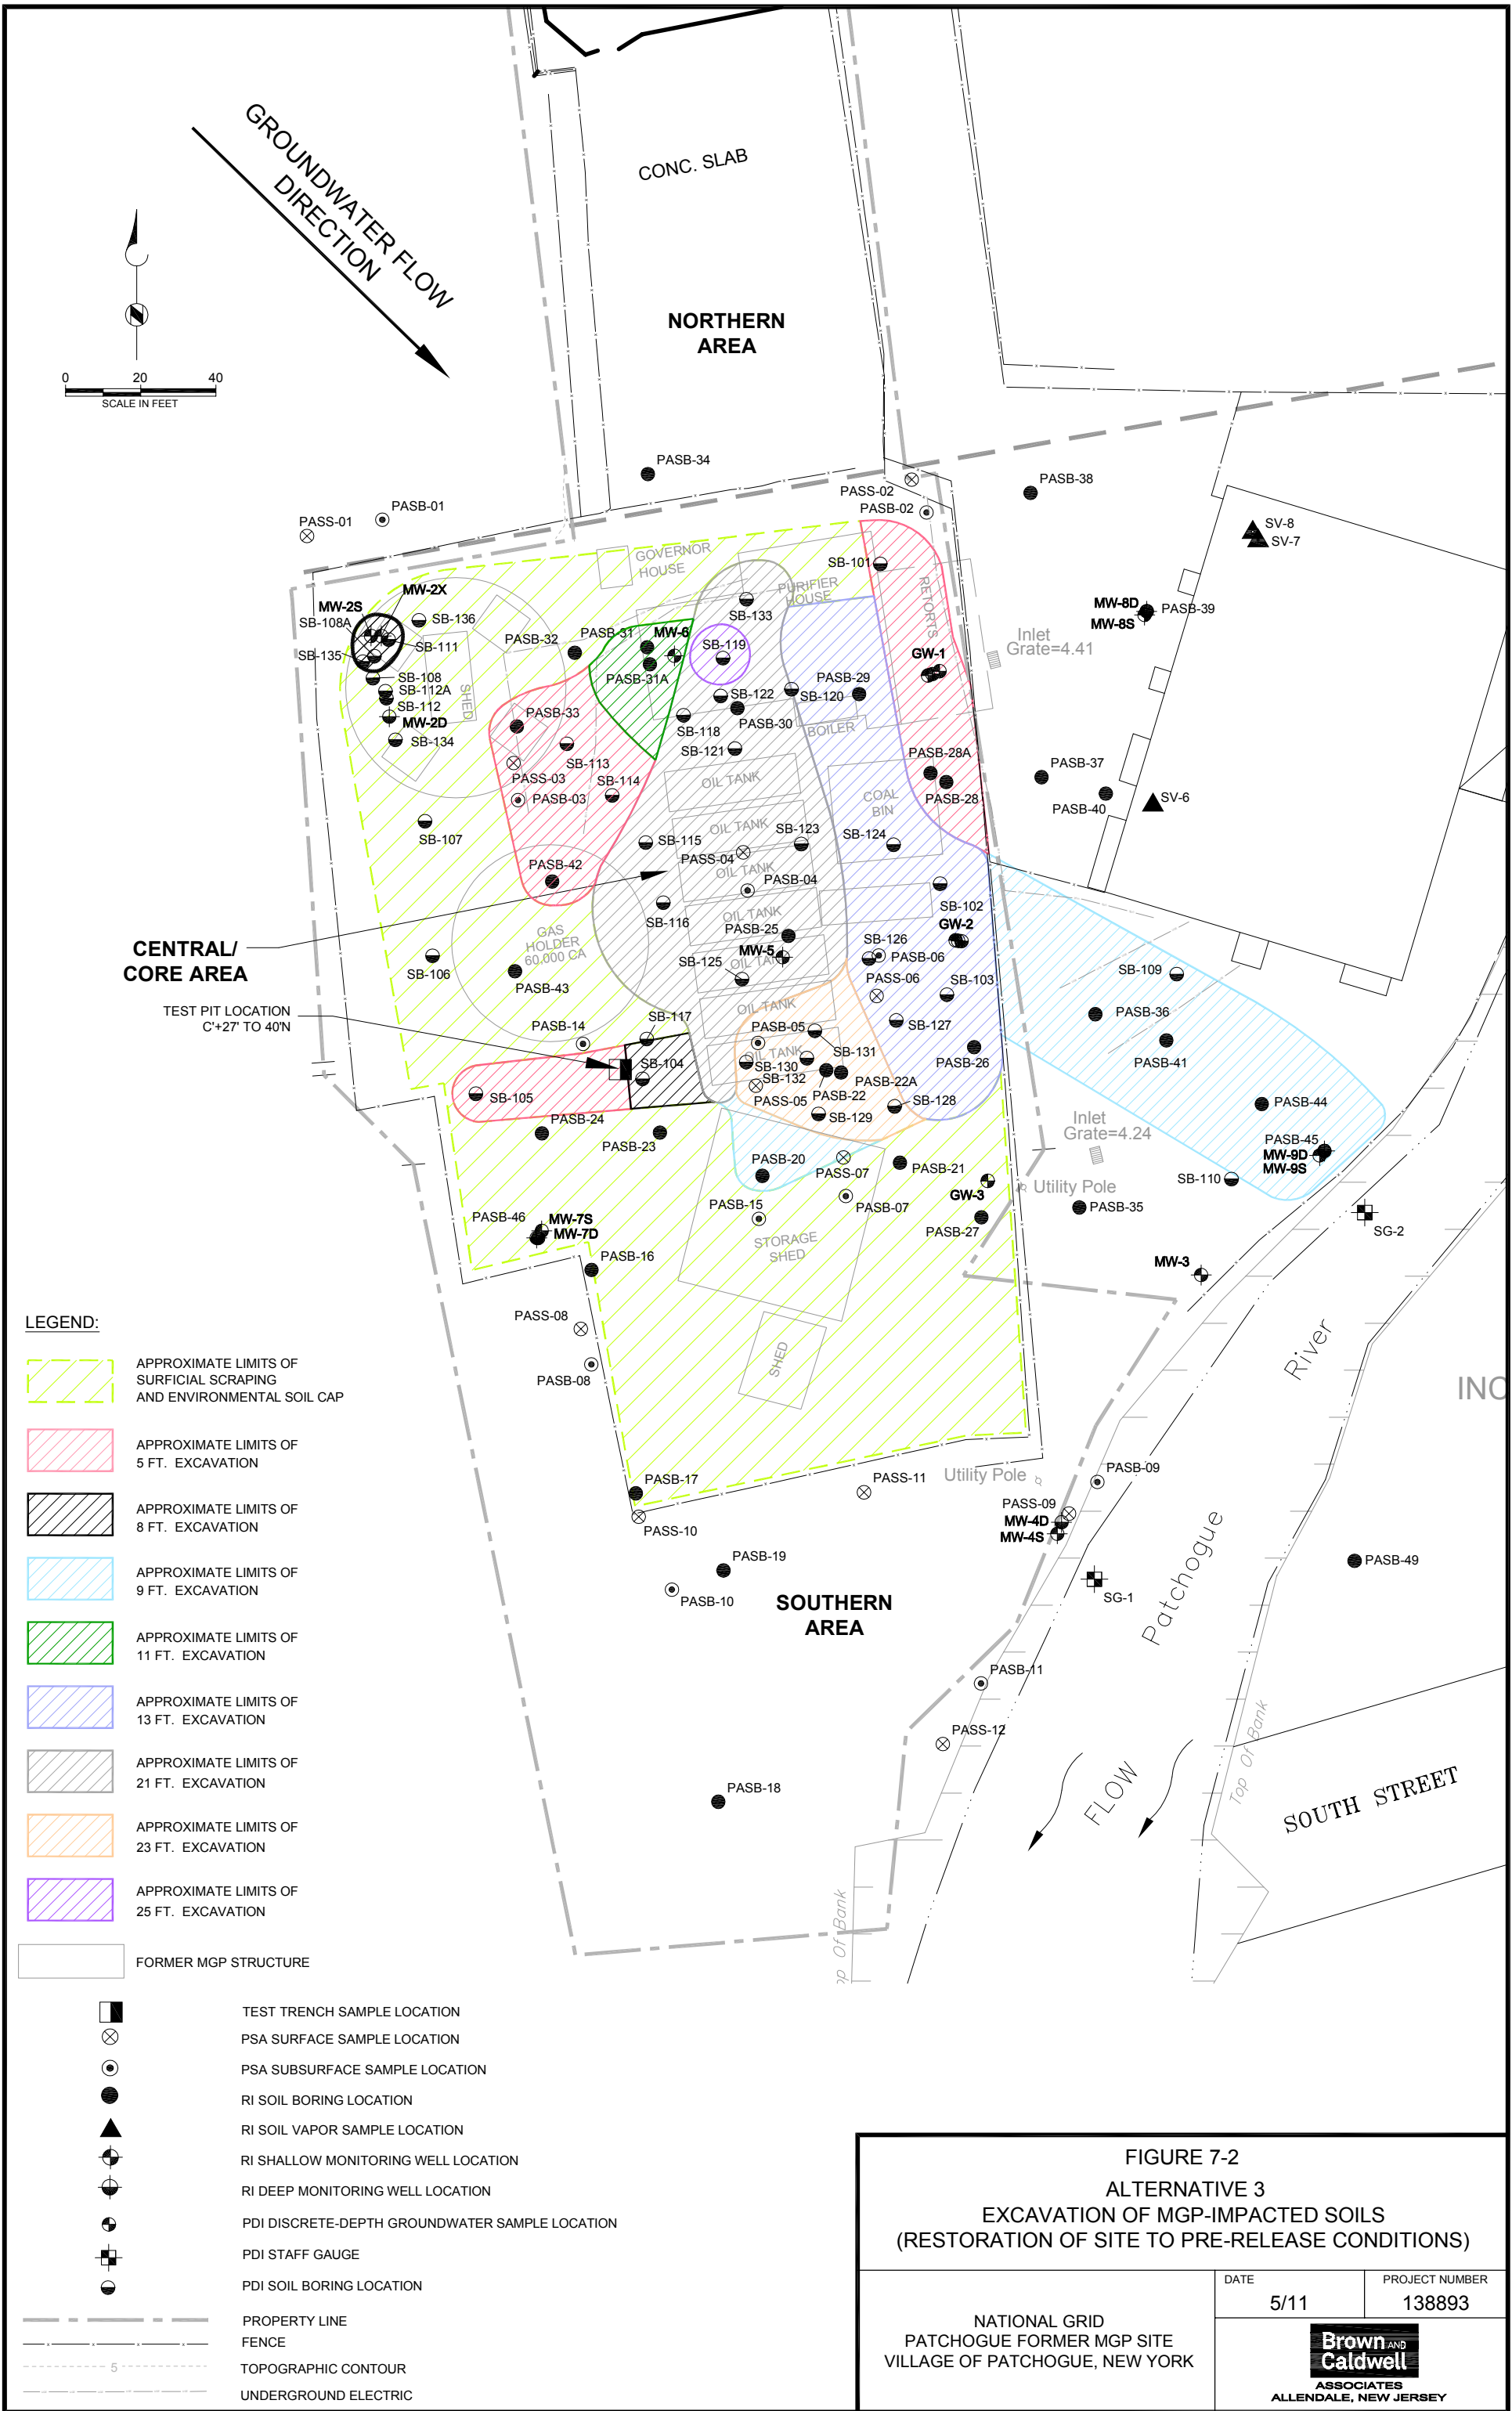 GROUNDWATER FLOW
DIRECTION
CONC. SLAB
NORTHERN
AREA
0 20 40
SCALE IN FEET
PASB-34
PASS-02
PASB-02
PASB-38
PASB-01
PASS-01
SV-8
SV-7
GOVERNOR
HOUSE
PURIFIER
HOUSE
SB-101
RETORTS
MW-2X
MW-2S
SB-108A
SB-136
SB-111
SB-135
SB-108
SB-112A
SB-112
MW-2D
SB-134
SHED
PASB-32
PASB-31
MW-6
PASB-31A
SB-133
SB-119
SB-122
SB-120
PASB-29
GW-1
PASB-30
SB-118
SB-121
BOILER
MW-8D
PASB-39
MW-8S
Inlet
Grate=4.41
PASB-33
SB-113
PASS-03
SB-114
PASB-03
OIL TANK
PASB-28A
PASB-28
PASB-37
PASB-40
SV-6
COAL
BIN
SB-107
SB-115
OIL TANK
SB-123
SB-124
PASS-04
OIL TANK
PASB-04
PASB-42
SB-116
SB-102
OIL TANK
PASB-25
GW-2
GAS
HOLDER
60,000 CA
CENTRAL/
CORE AREA
MW-5
OIL TANK
SB-126
PASB-06
SB-106
PASB-43
SB-125
PASS-06
SB-103
SB-109
TEST PIT LOCATION
C'+27' TO 40'N
OIL TANK
SB-127
PASB-36
PASB-14
SB-117
PASB-05
SB-131
PASB-26
PASB-41
SB-104
OIL TANK
SB-130
SB-132
PASB-22A
PASB-22
PASS-05
SB-105
SB-128
SB-129
PASB-44
PASB-24
PASB-23
Inlet
Grate=4.24
PASB-45
MW-9D
MW-9S
PASB-20
PASS-07
PASB-21
SB-110
GW-3
Utility Pole
PASB-15
PASB-07
PASB-35
PASB-46
MW-7S
MW-7D
PASB-27
SG-2
STORAGE
SHED
PASB-16
MW-3
PASS-08
SHED
PASB-08
River
INC
LEGEND:
APPROXIMATE LIMITS OF
SURFICIAL SCRAPING
AND ENVIRONMENTAL SOIL CAP
APPROXIMATE LIMITS OF
5 FT. EXCAVATION
APPROXIMATE LIMITS OF
8 FT. EXCAVATION
APPROXIMATE LIMITS OF
9 FT. EXCAVATION
APPROXIMATE LIMITS OF
11 FT. EXCAVATION
APPROXIMATE LIMITS OF
13 FT. EXCAVATION
APPROXIMATE LIMITS OF
21 FT. EXCAVATION
APPROXIMATE LIMITS OF
23 FT. EXCAVATION
APPROXIMATE LIMITS OF
25 FT. EXCAVATION
FORMER MGP STRUCTURE
PASB-17
PASS-10
PASS-11
Utility Pole
PASB-09
PASS-09
MW-4D
MW-4S
PASB-19
PASB-10
SOUTHERN
AREA
SG-1
Patchogue
PASB-49
PASB-11
PASS-12
PASB-18
FLOW
Top Of Bank
SOUTH STREET
op Of Bank
TEST TRENCH SAMPLE LOCATION
PSA SURFACE SAMPLE LOCATION
PSA SUBSURFACE SAMPLE LOCATION
RI SOIL BORING LOCATION
RI SOIL VAPOR SAMPLE LOCATION
RI SHALLOW MONITORING WELL LOCATION
RI DEEP MONITORING WELL LOCATION
PDI DISCRETE-DEPTH GROUNDWATER SAMPLE LOCATION
PDI STAFF GAUGE
PDI SOIL BORING LOCATION
PROPERTY LINE
FENCE
5 TOPOGRAPHIC CONTOUR
UNDERGROUND ELECTRIC
FIGURE 7-2
ALTERNATIVE 3
EXCAVATION OF MGP-IMPACTED SOILS
(RESTORATION OF SITE TO PRE-RELEASE CONDITIONS)
NATIONAL GRID
PATCHOGUE FORMER MGP SITE
VILLAGE OF PATCHOGUE, NEW YORK
DATE
5/11
PROJECT NUMBER
138893
Brown AND
Caldwell
ASSOCIATES
ALLENDALE, NEW JERSEY